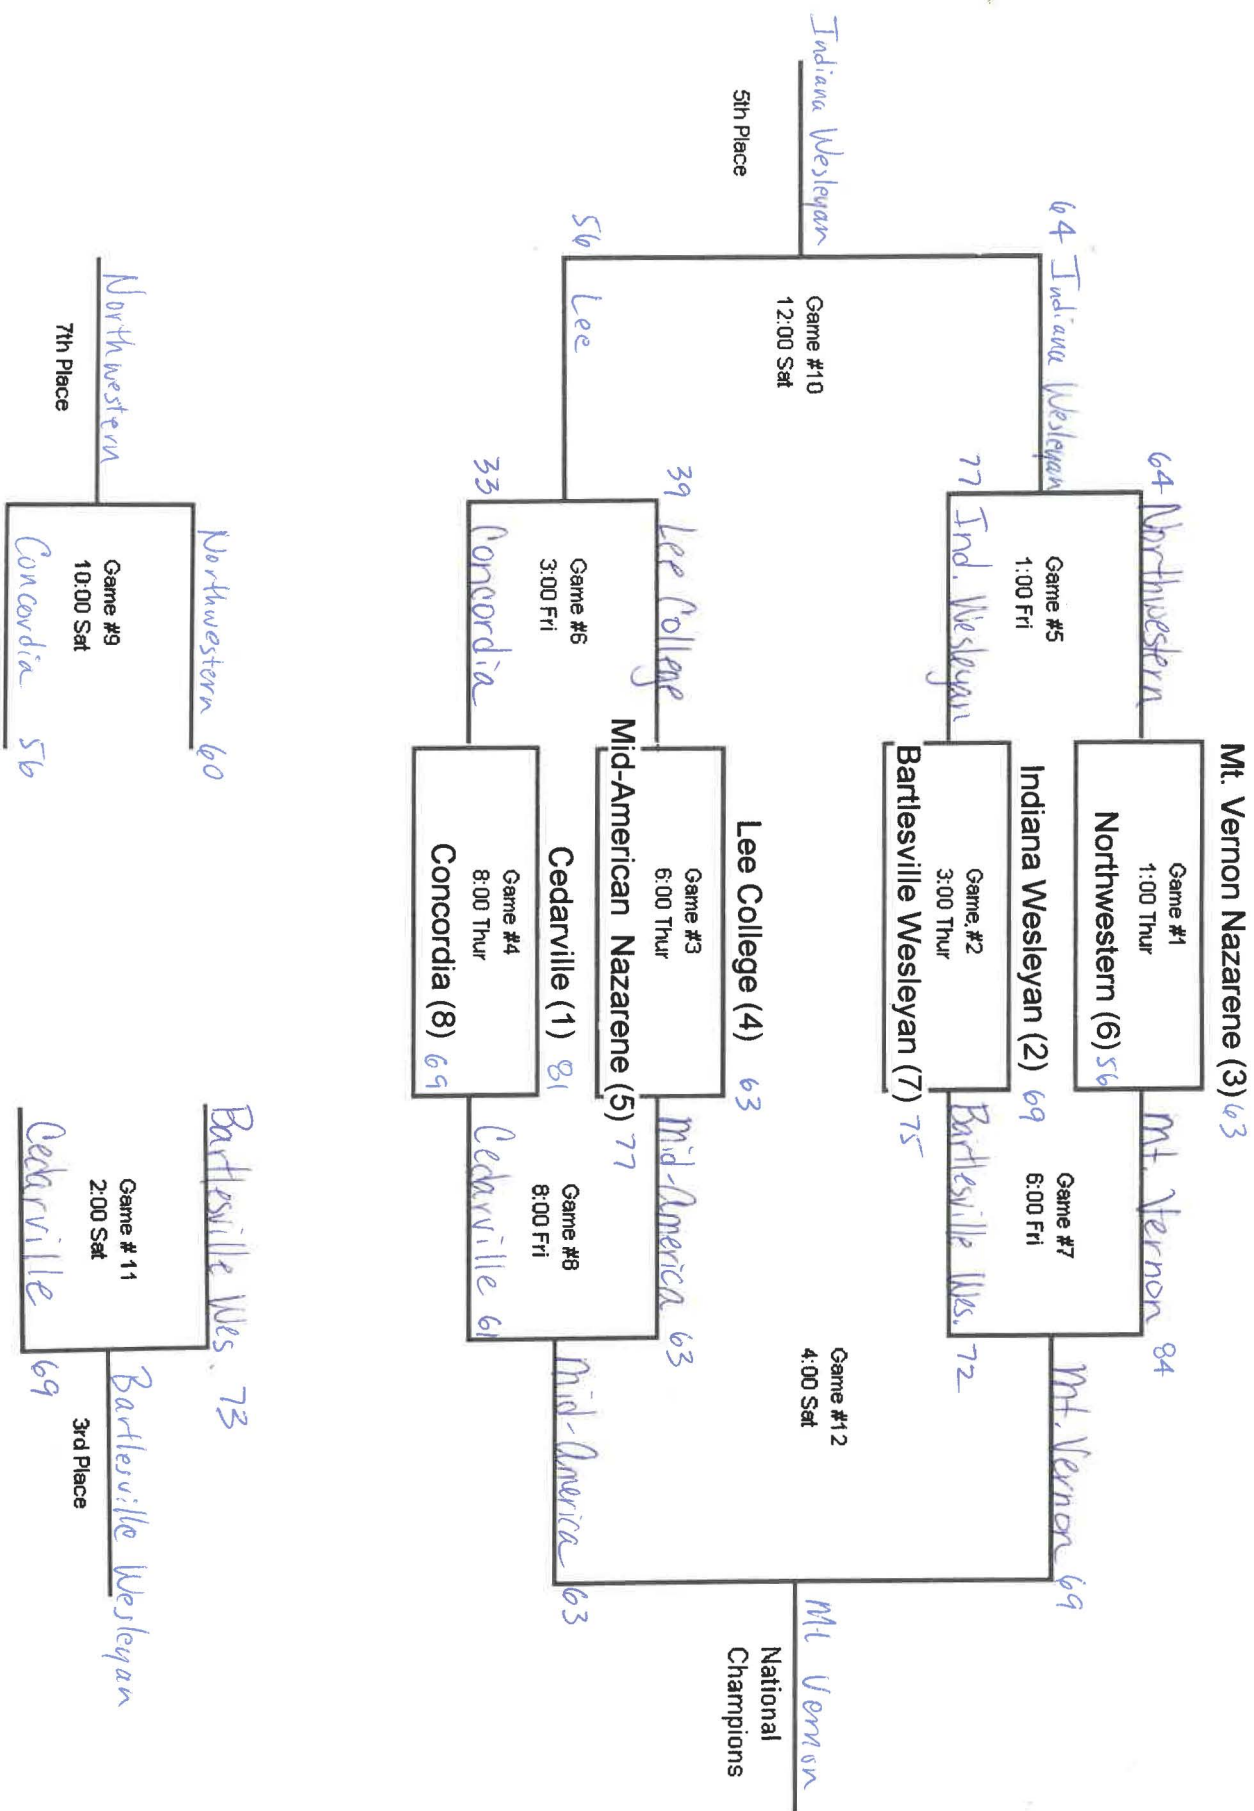 Mt. Vernon Nazarene (3) 63
Game #1
1:00 Thur
Northwestern (6) 56
Indiana Wesleyan (2) 69
Game.#2
3:00 Thur
Bartlesville Wesleyan (7) 75
Lee College (4) 63
Game #3
6:00 Thur
Mid-American Nazarene (5) 77
Cedarville (1) 81
Game #4
8:00 Thur
Concordia (8) 69
64 Northwestern
Game #5
1:00 Fri
77 Ind. Wesleyan
39 Lee College
Game #6
3:00 Fri
33 Concordia
Mt. Vernon 84
Game #7
6:00 Fri
Bartlesville Wes. 72
Mid-America 63
Game #8
8:00 Fri
Cedarville 61
64 Indiana Wesleyan
Game #10
12:00 Sat
56 Lee
Indiana Wesleyan
5th Place
Mt. Vernon 69
Game #12
4:00 Sat
Mid-America 63
Mt Vernon
National
Champions
Northwestern 60
Game #9
10:00 Sat
Concordia 56
Northwestern
7th Place
Bartlesville Wes. 73
Game # 11
2:00 Sat
Cedarville 69
Bartlesville Wesleyan
3rd Place